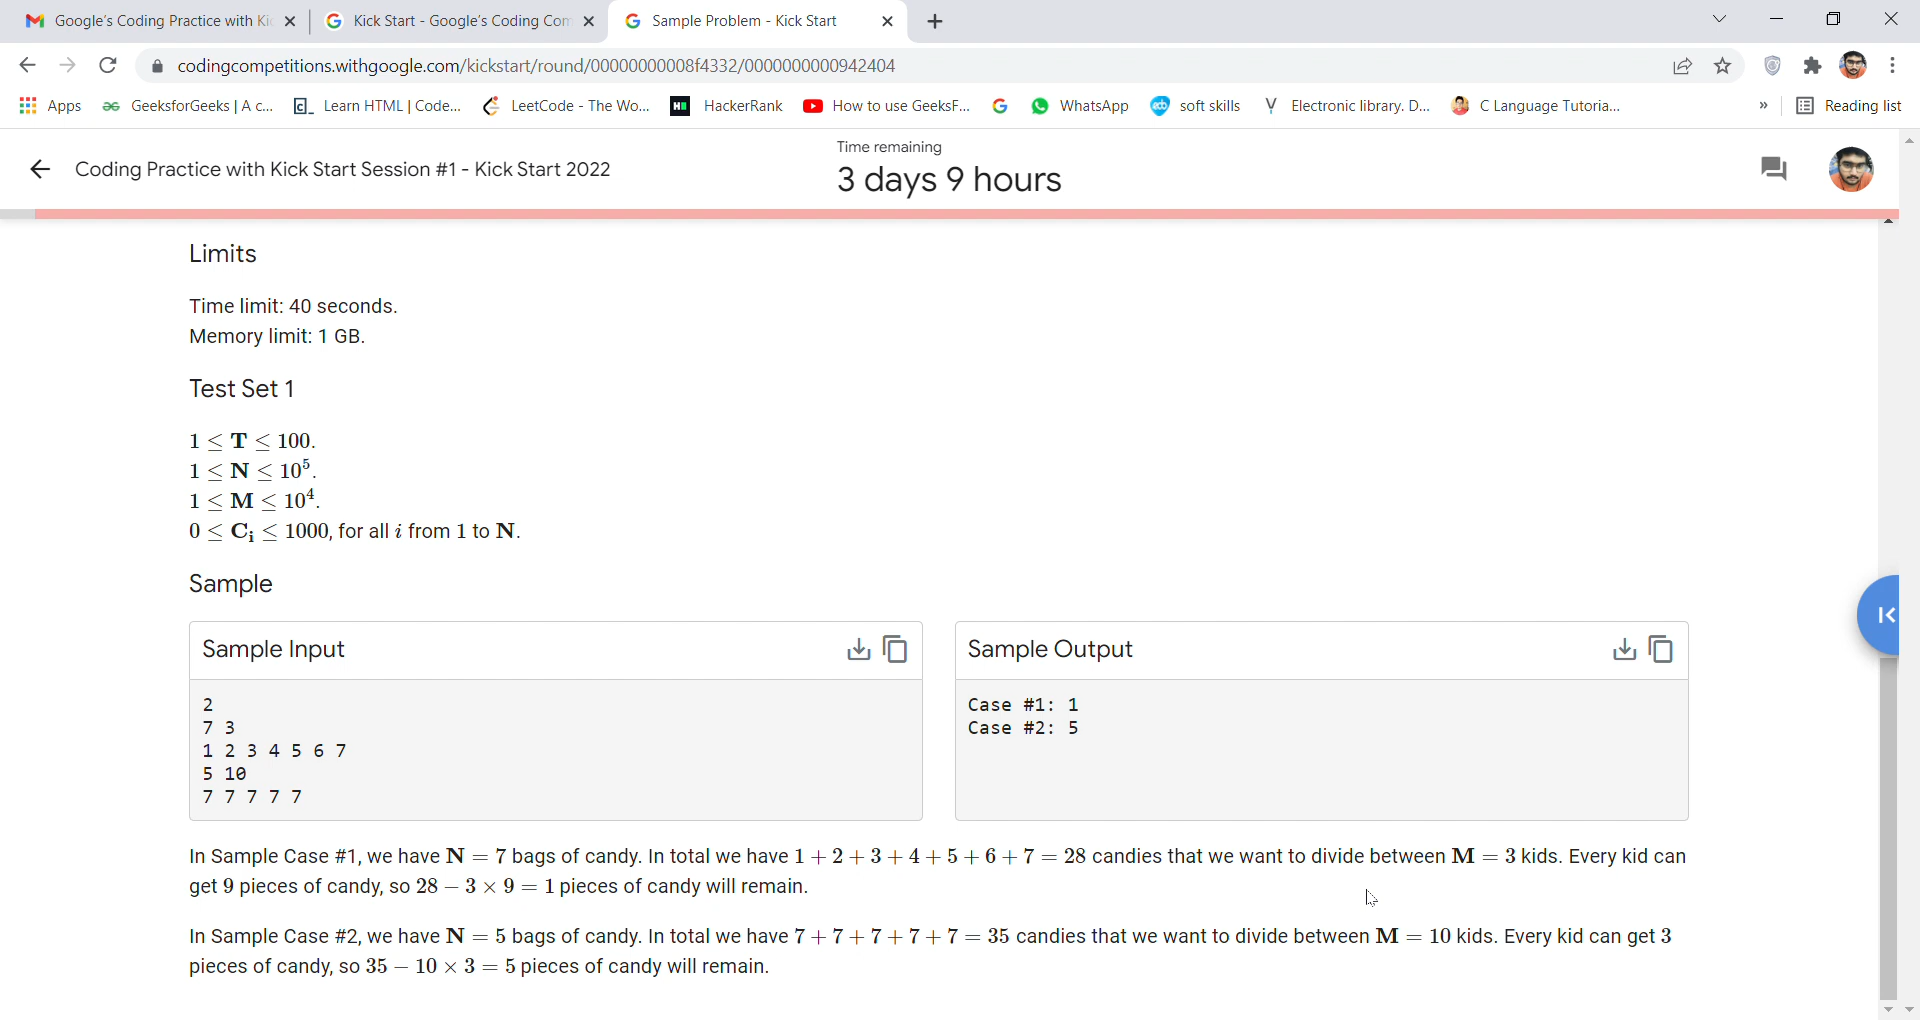 Google's Coding Practice with Ki
Kick Start - Google's Coding Com
Sample Problem - Kick Start
codingcompetitions.withgoogle.com/kickstart/round/00000000008f4332/0000000000942404
Apps
GeeksforGeeks | A c...
Learn HTML | Code...
LeetCode - The Wo...
HackerRank
How to use GeeksF...
WhatsApp
soft skills
Electronic library. D...
C Language Tutoria...
»
Reading list
Coding Practice with Kick Start Session #1 - Kick Start 2022
Time remaining
3 days 9 hours
Limits
Time limit: 40 seconds.
Memory limit: 1 GB.
Test Set 1
1 ≤ T ≤ 100.
1 ≤ N ≤ 10⁵.
1 ≤ M ≤ 10⁴.
0 ≤ Cᵢ ≤ 1000, for all i from 1 to N.
Sample
Sample Input
2
7 3
1 2 3 4 5 6 7
5 10
7 7 7 7 7
Sample Output
Case #1: 1
Case #2: 5
In Sample Case #1, we have N = 7 bags of candy. In total we have 1 + 2 + 3 + 4 + 5 + 6 + 7 = 28 candies that we want to divide between M = 3 kids. Every kid can
get 9 pieces of candy, so 28 − 3 × 9 = 1 pieces of candy will remain.
In Sample Case #2, we have N = 5 bags of candy. In total we have 7 + 7 + 7 + 7 + 7 = 35 candies that we want to divide between M = 10 kids. Every kid can get 3
pieces of candy, so 35 − 10 × 3 = 5 pieces of candy will remain.